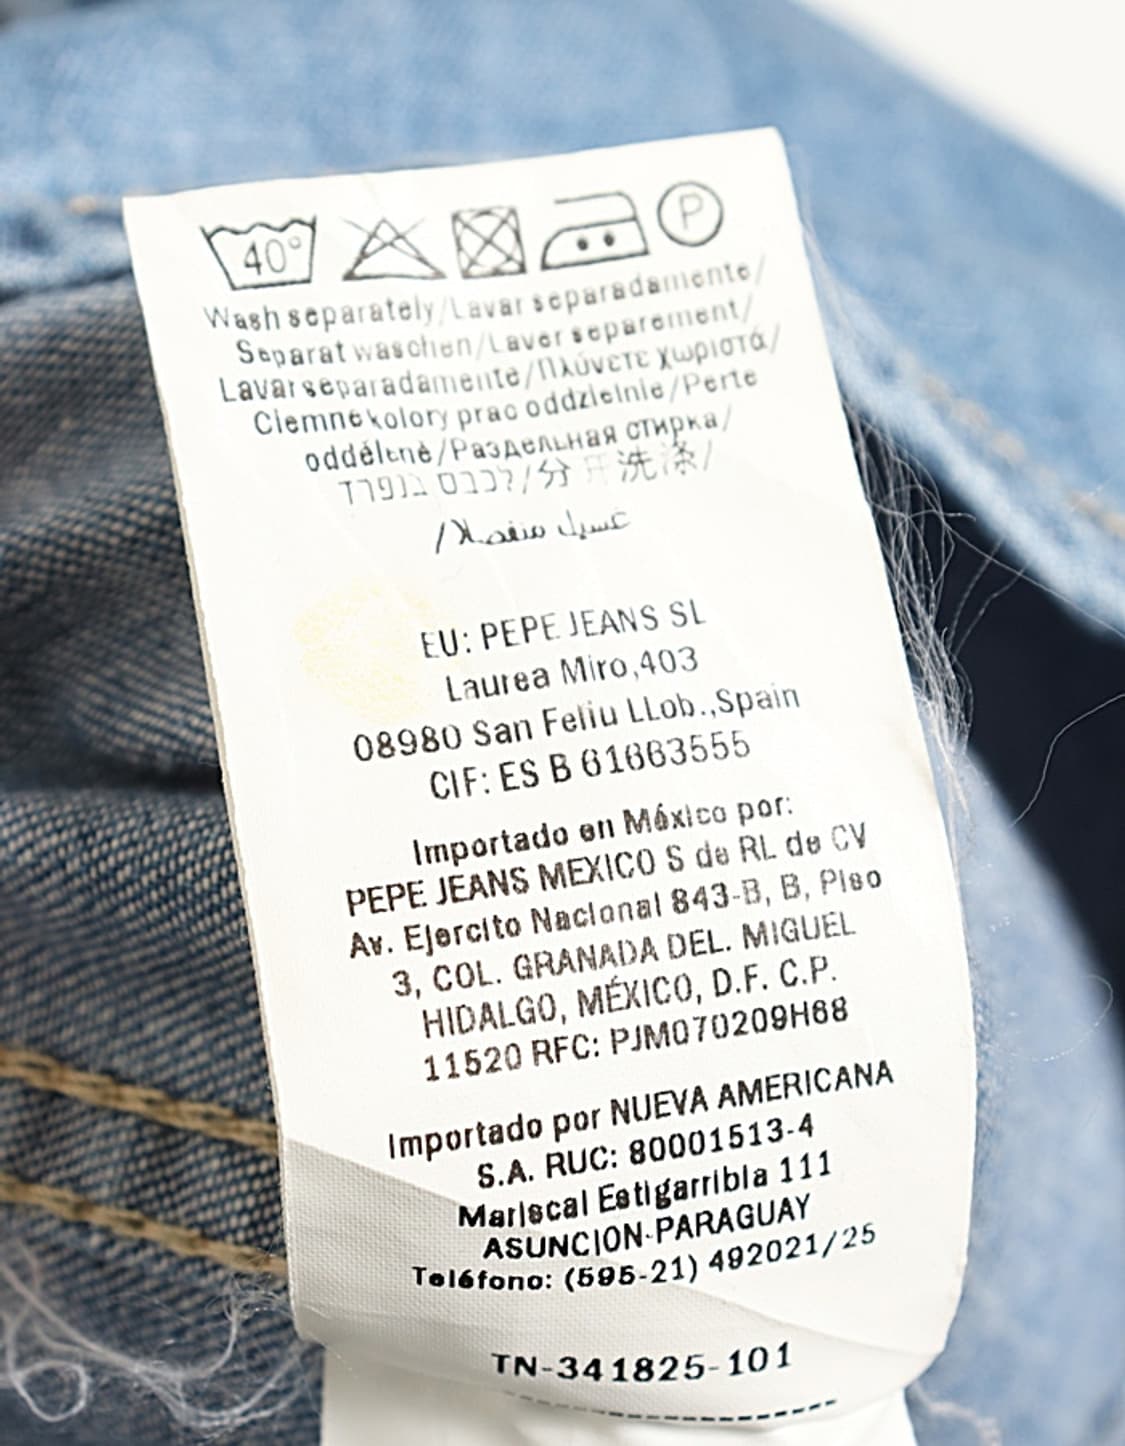 40°
P
Wash separately/Lavar separadamente/
Separat waschen/Laver separement/
Lavar separadamente/Πλύνετε χωριστά/
Ciemne kolory prac oddzielnie/Perte
oddélené/Раздельная стирка/
לכבס בנפרד/分开洗涤/
غسيل منفصلا/
EU: PEPE JEANS SL
Laurea Miro,403
08980 San Feliu LLob.,Spain
CIF: ES B 61663555
Importado en México por:
PEPE JEANS MEXICO S de RL de CV
Av. Ejercito Nacional 843-B, B, Piso
3, COL. GRANADA DEL. MIGUEL
HIDALGO, MÉXICO, D.F. C.P.
11520 RFC: PJM070209H68
Importado por NUEVA AMERICANA
S.A. RUC: 80001513-4
Mariscal Estigarribia 111
ASUNCION-PARAGUAY
Teléfono: (595-21) 492021/25
TN-341825-101